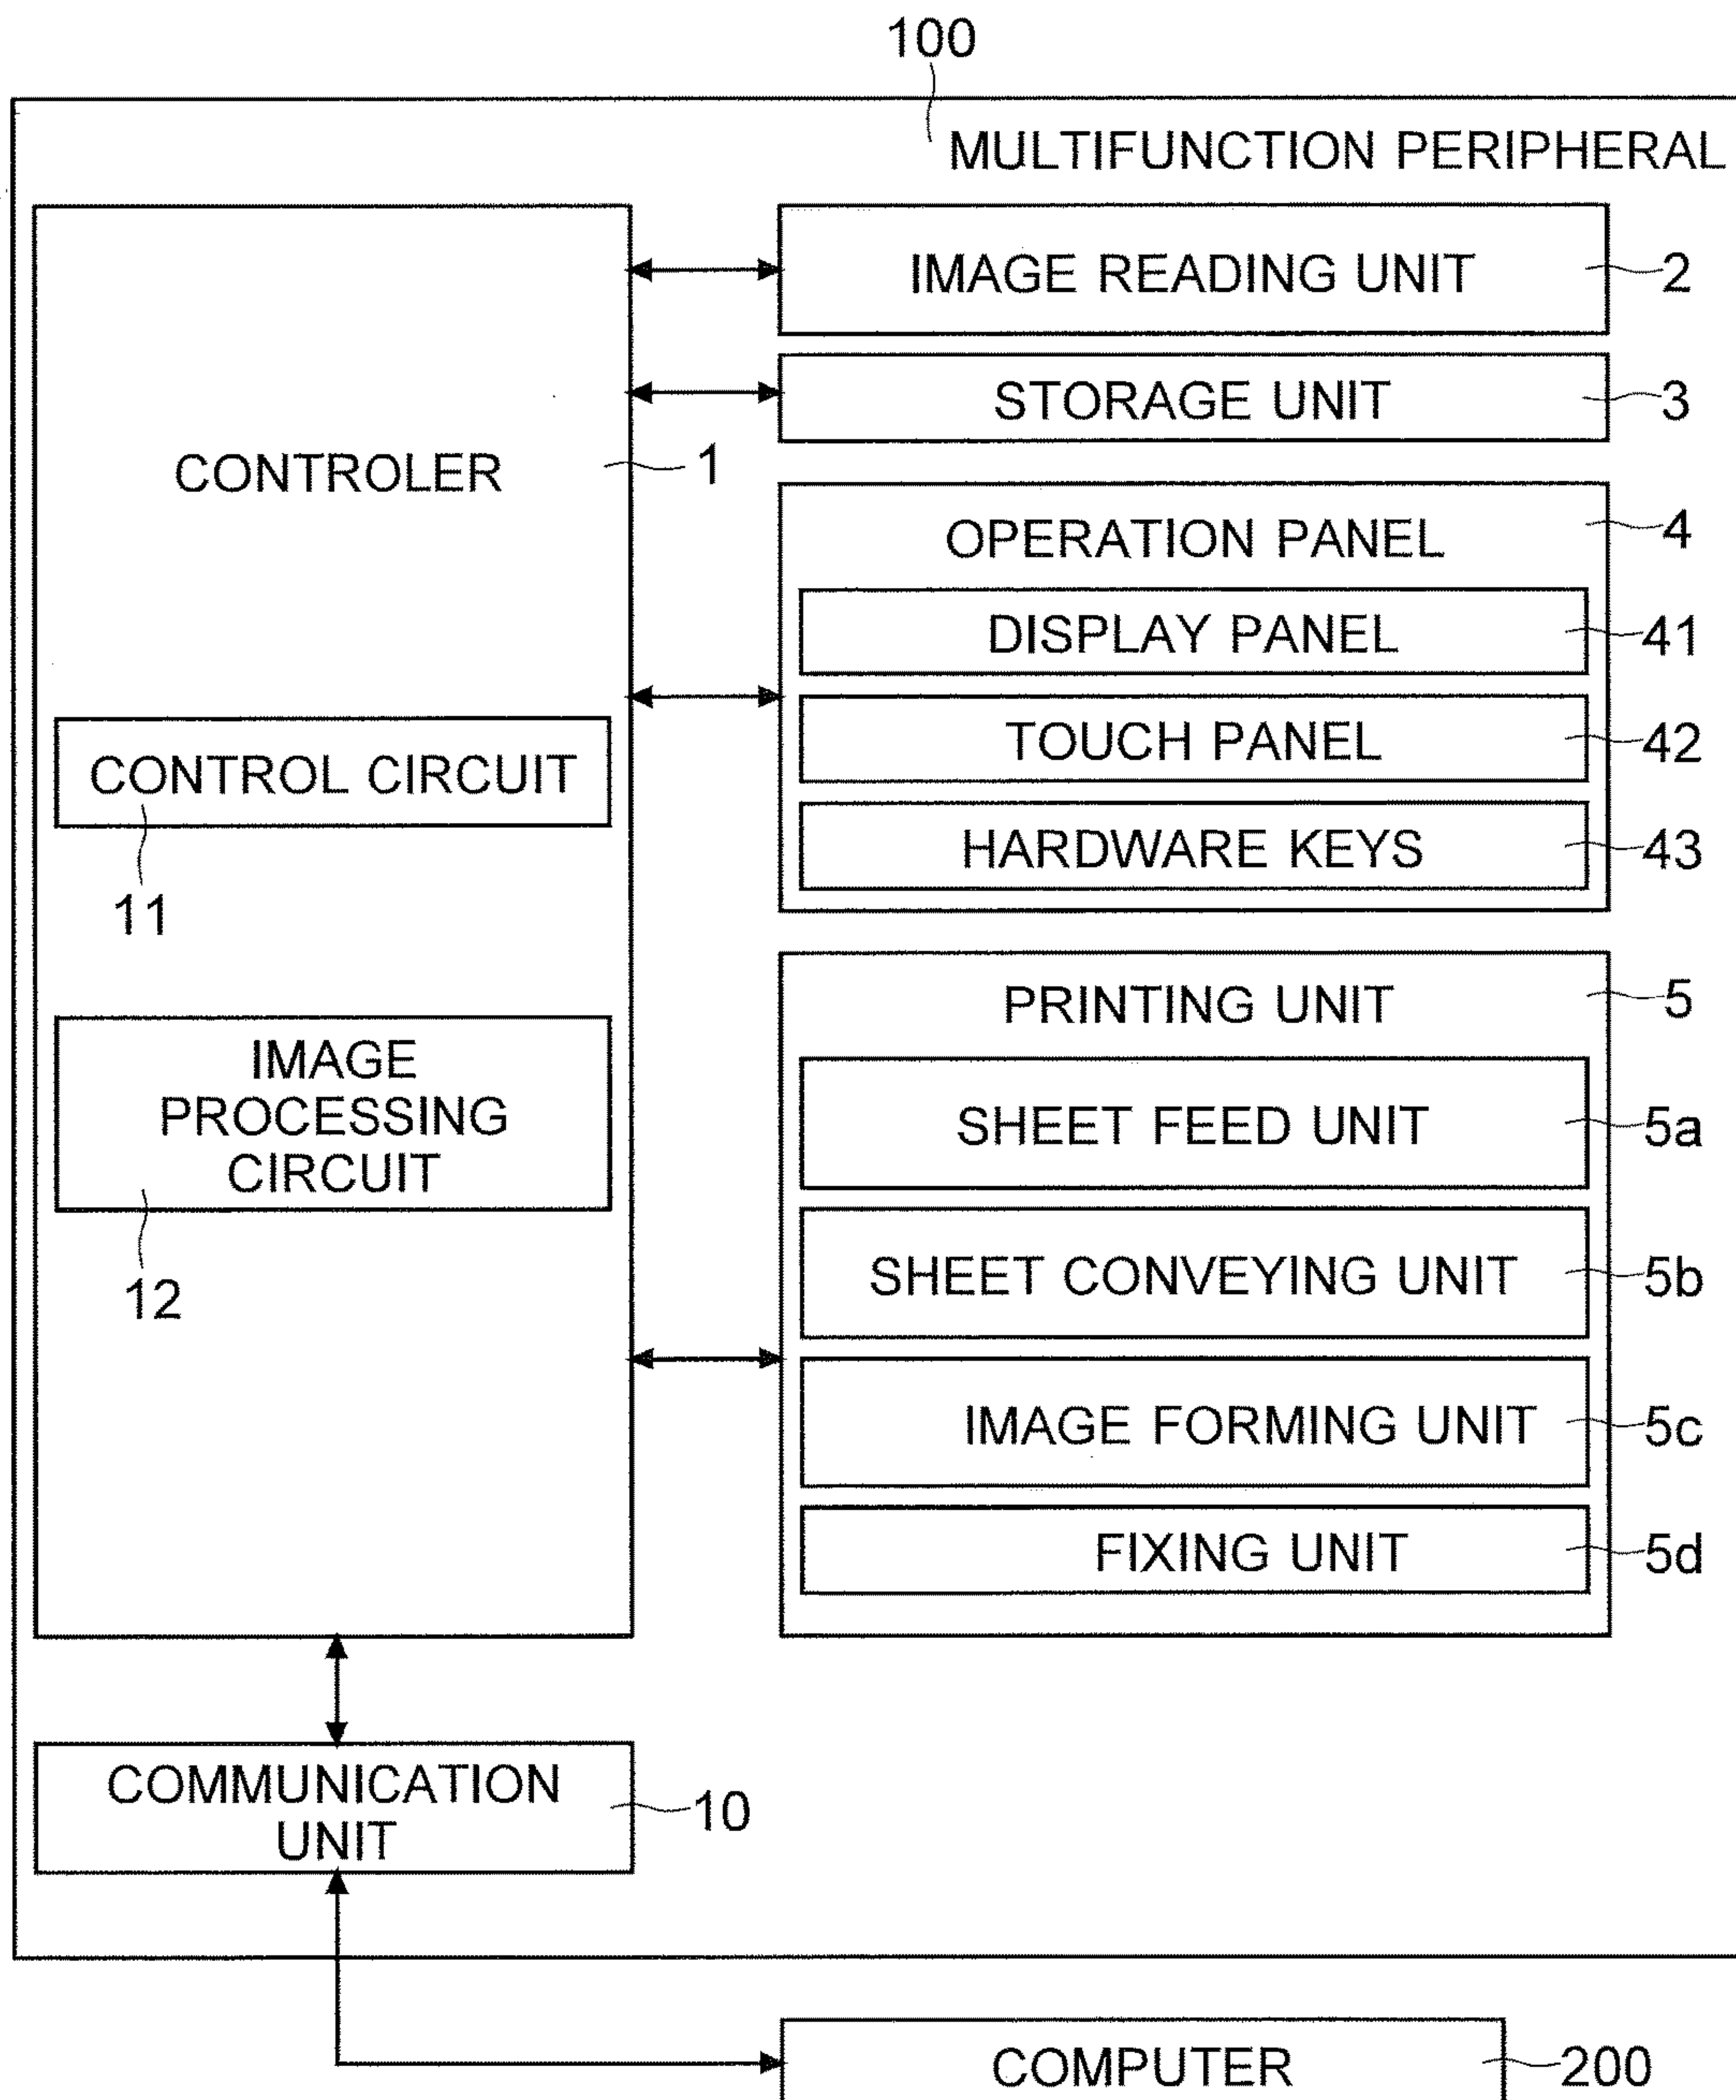 100
MULTIFUNCTION PERIPHERAL
IMAGE READING UNIT
2
STORAGE UNIT
3
CONTROLER
1
OPERATION PANEL
4
DISPLAY PANEL
41
TOUCH PANEL
42
HARDWARE KEYS
43
CONTROL CIRCUIT
11
IMAGE
PROCESSING
CIRCUIT
12
PRINTING UNIT
5
SHEET FEED UNIT
5a
SHEET CONVEYING UNIT
5b
IMAGE FORMING UNIT
5c
FIXING UNIT
5d
COMMUNICATION
UNIT
10
COMPUTER
200